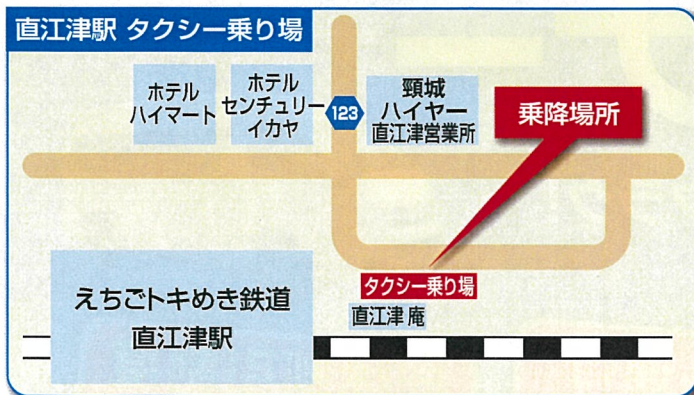 直江津駅 タクシー乗り場
ホテル
ハイマート
ホテル
センチュリー
イカヤ
123
頸城
ハイヤー
直江津営業所
乗降場所
タクシー乗り場
直江津 庵
えちごトキめき鉄道
直江津駅